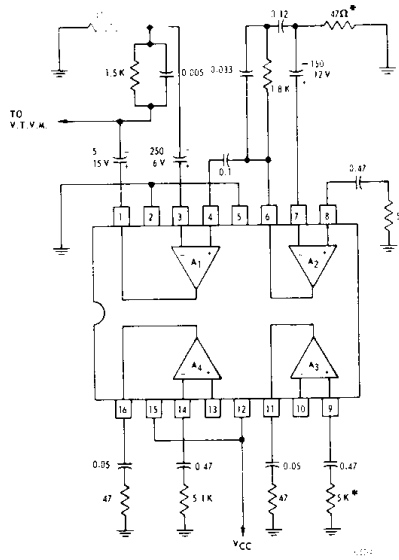 0.12
47Ω*
1.5K
0.005
0.033
1.8K
150
12V
TO
V.T.V.M.
5
15V
250
6V
0.1
0.47
1 2 3 4 5 6 7 8
A1
A2
A4
A3
16 15 14 13 12 11 10 9
0.05
0.47
0.05
0.47
47
5.1K
47
5K*
VCC